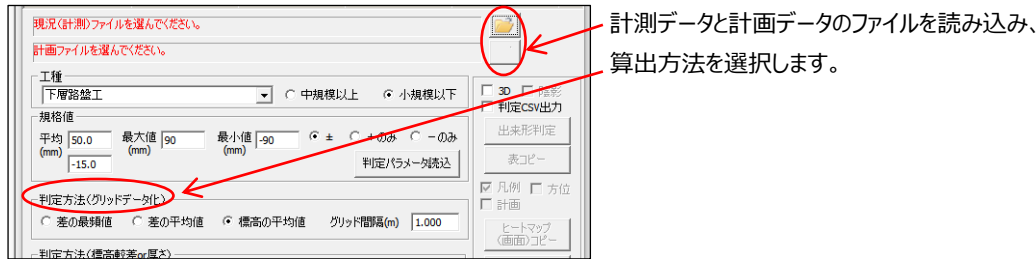 現況(計測)ファイルを選んでください。
計画ファイルを選んでください。
計測データと計画データのファイルを読み込み、
算出方法を選択します。
工種
下層路盤工
中規模以上
小規模以下
3D
陰影
判定CSV出力
規格値
平均 50.0
(mm)
-15.0
最大値 90
(mm)
最小値 -90
(mm)
±
+のみ
-のみ
判定パラメータ読込
出来形判定
表コピー
判定方法(グリッドデータ化)
差の最頻値
差の平均値
標高の平均値
グリッド間隔(m) 1.000
凡例
方位
計画
ヒートマップ
(画面)コピー
判定方法(標高較差or厚さ)